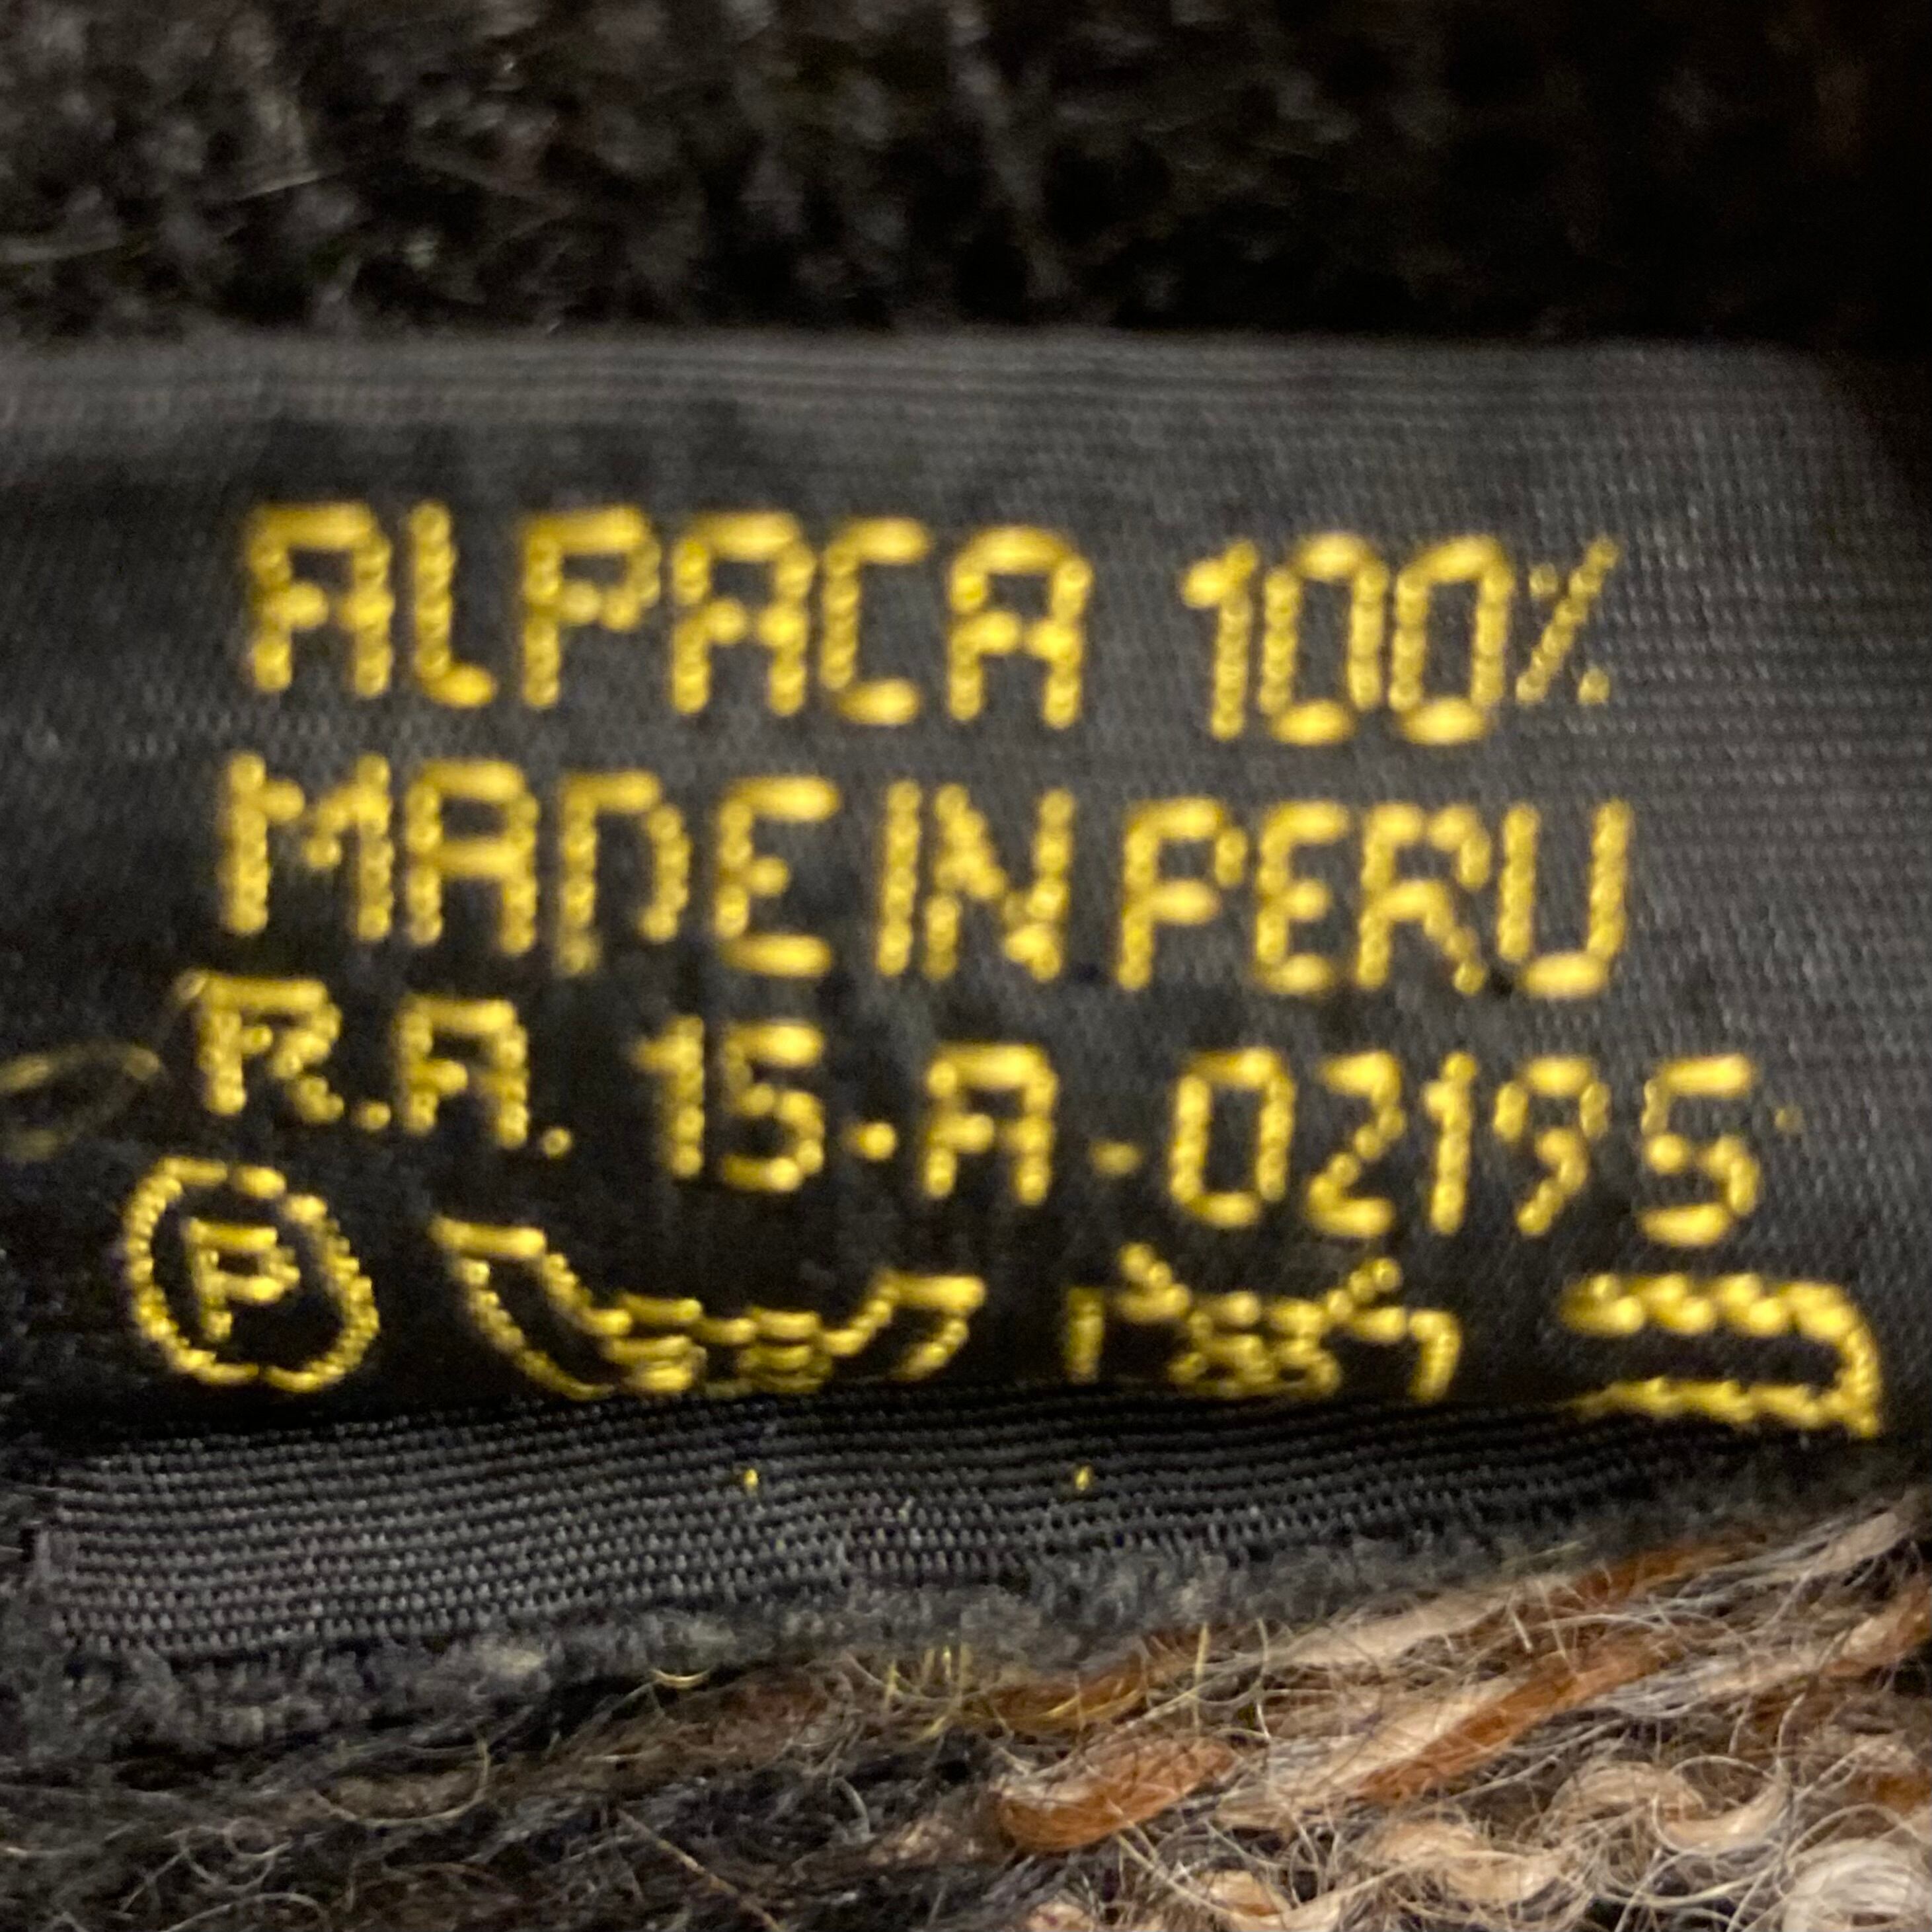 ALPACA 100%
MADE IN PERU
R.A. 15-A-02195
P